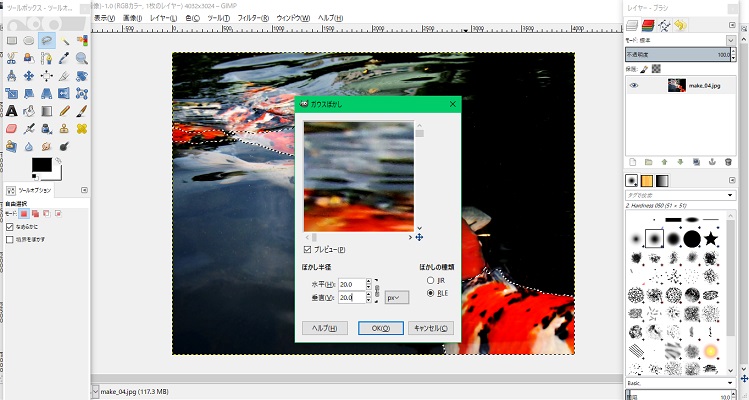 ツールボックス - ツールオ...
像)-1.0 (RGBカラー, 1枚のレイヤー) 4032x3024 – GIMP
レイヤー - ブラシ
表示(V) 画像(I) レイヤー(L) 色(C) ツール(T) フィルター(R) ウィンドウ(W) ヘルプ(H)
モード: 標準
不透明度 100.0
保護:
make_04.jpg
ガウスぼかし
プレビュー(P)
ぼかし半径
ぼかしの種類
水平(H): 20.0
IIR
垂直(V): 20.0
px
RLE
ヘルプ(H) OK(O) キャンセル(C)
ツールオプション
自由選択
モード:
なめらかに
境界をぼかす
タグで検索
2. Hardness 050 (51 × 51)
Basic,
間隔 10.0
make_04.jpg (117.3 MB)